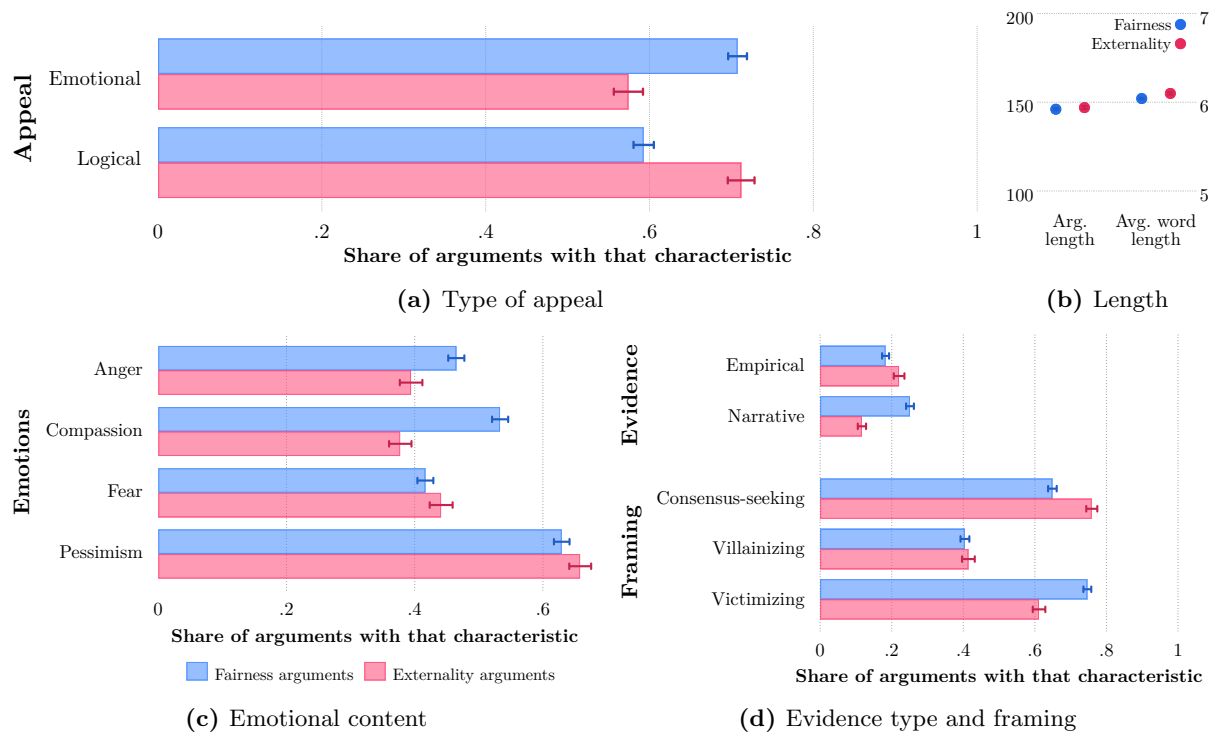 Appeal
Emotional
Logical
0 .2 .4 .6 .8 1
Share of arguments with that characteristic
(a) Type of appeal
200 7
Fairness
Externality
150 6
100 5
Arg. length
Avg. word length
(b) Length
Emotions
Anger
Compassion
Fear
Pessimism
0 .2 .4 .6
Share of arguments with that characteristic
Fairness arguments Externality arguments
(c) Emotional content
Evidence
Empirical
Narrative
Framing
Consensus-seeking
Villainizing
Victimizing
0 .2 .4 .6 .8 1
Share of arguments with that characteristic
(d) Evidence type and framing